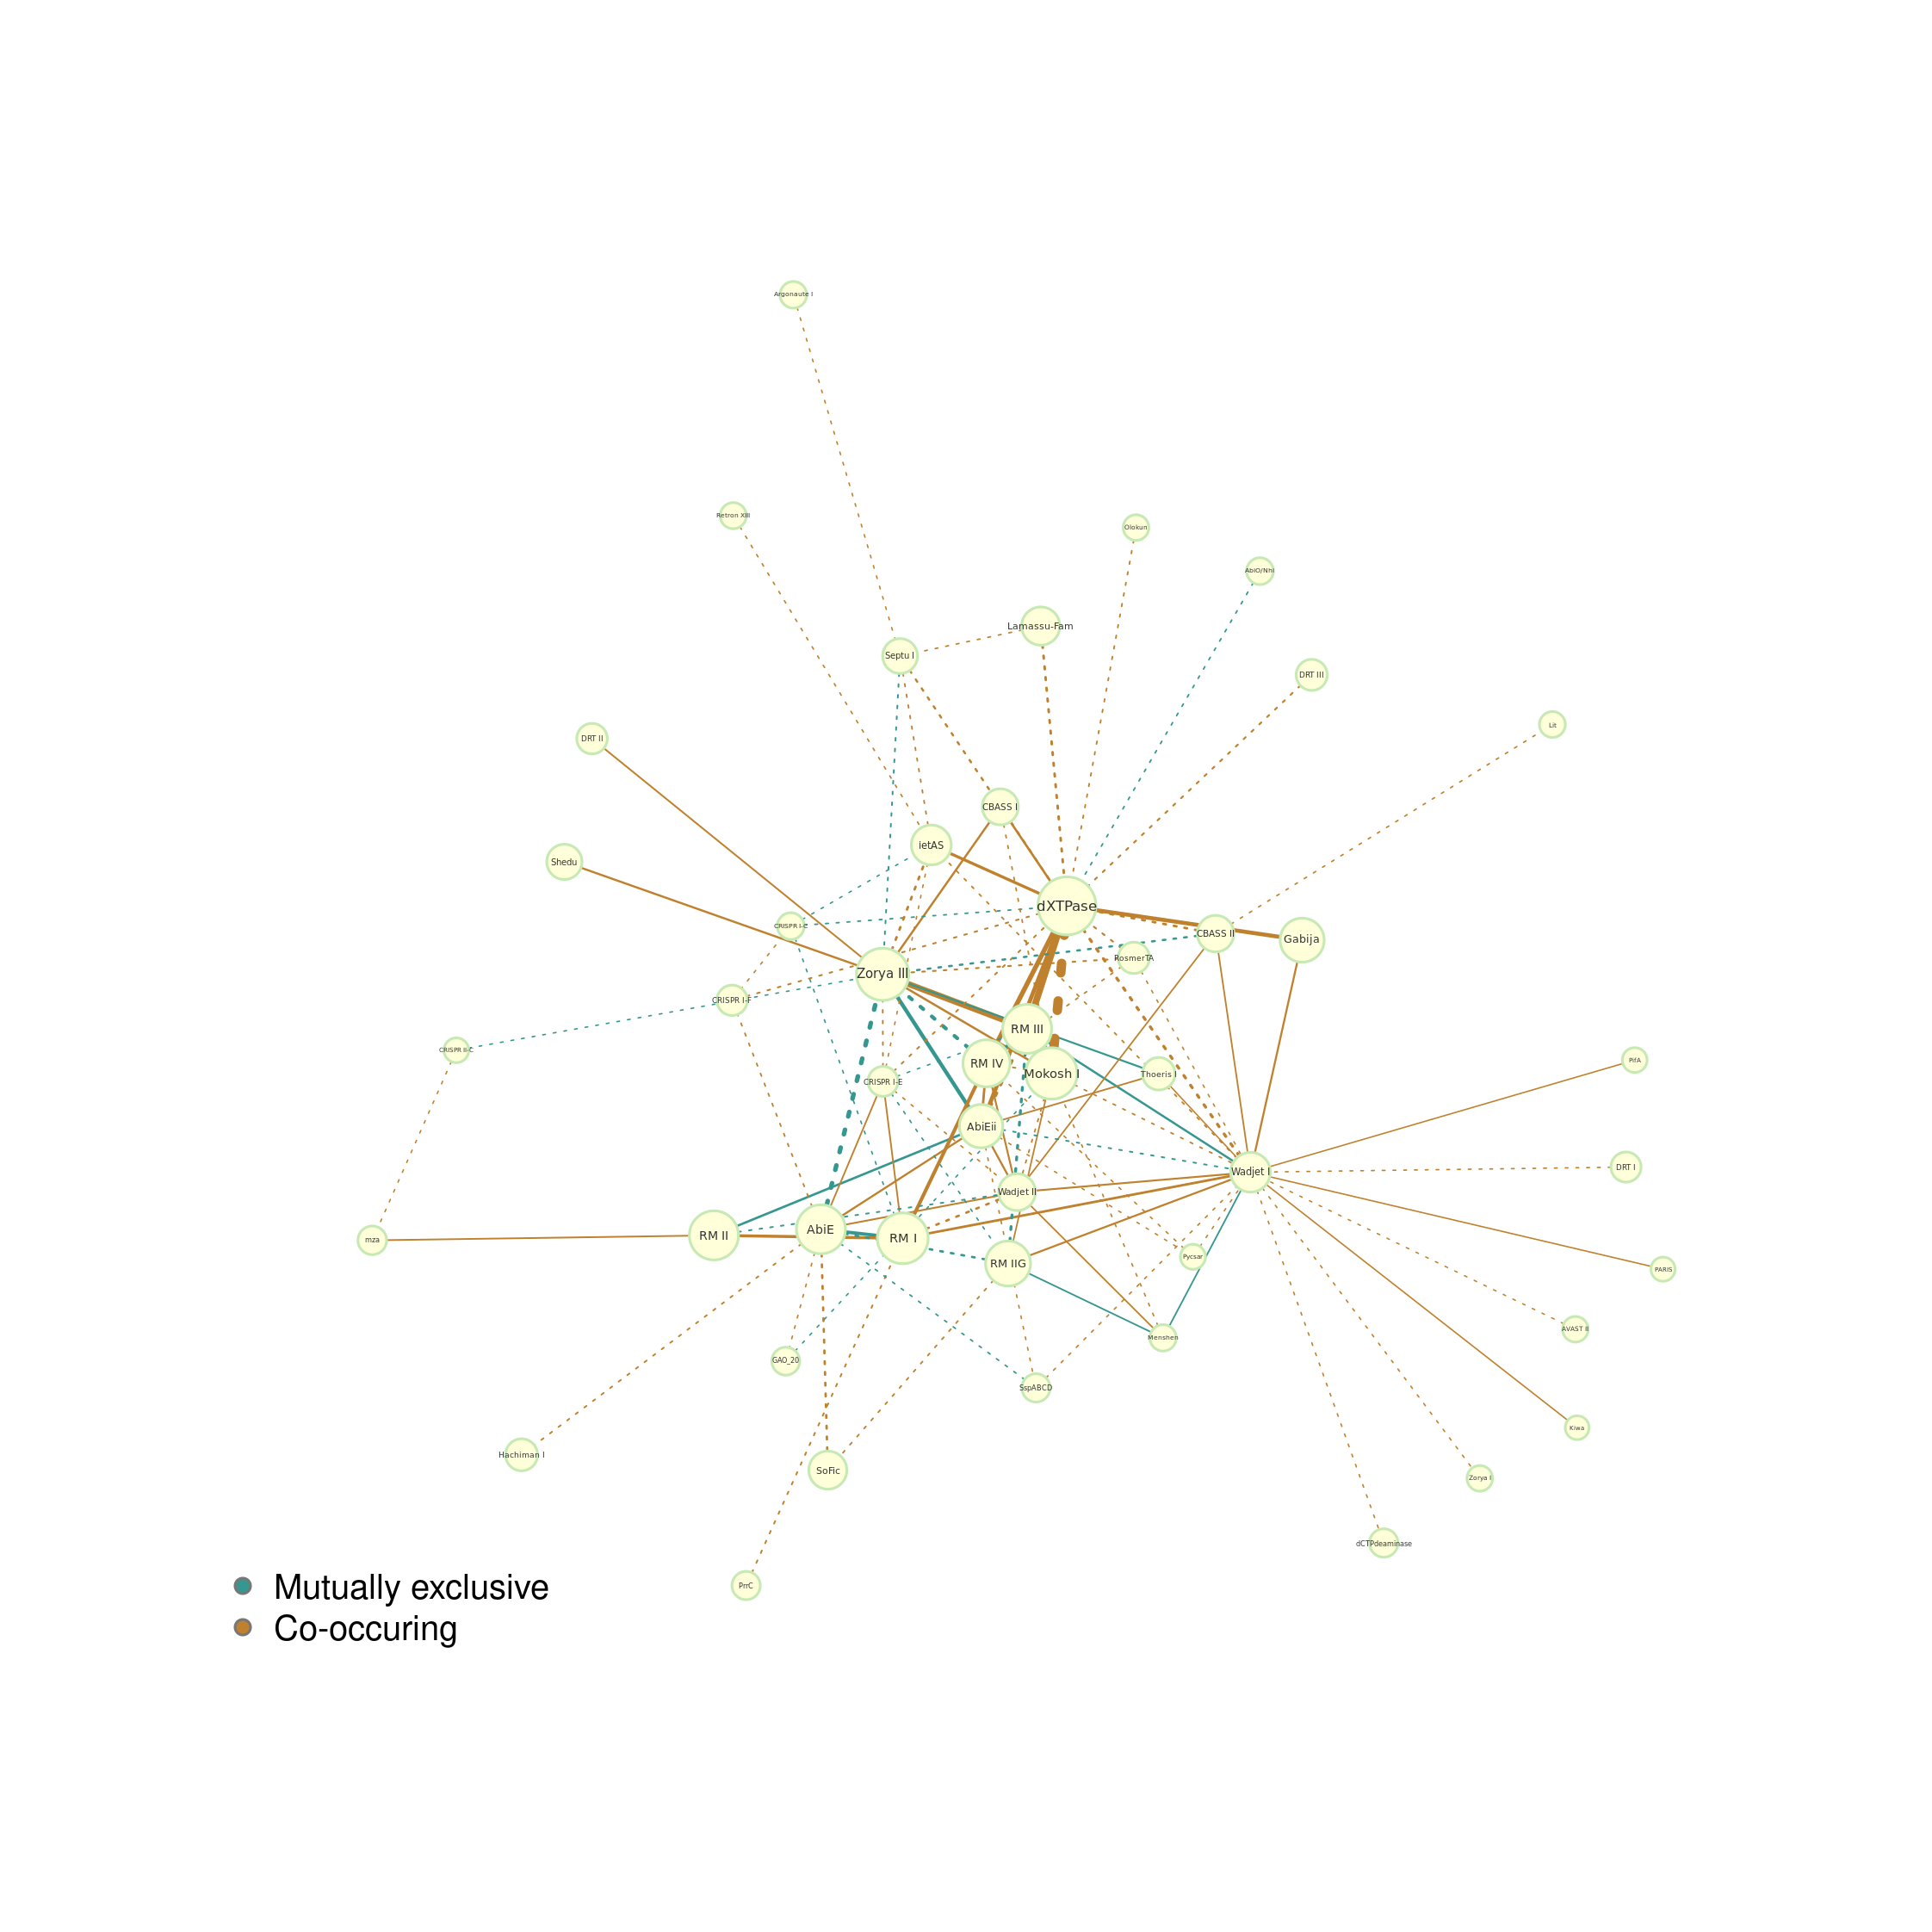 Argonaute I
Retron XIII
Olokun
AbiO/Nhi
Lamassu-Fam
Septu I
DRT III
Lit
DRT II
CBASS I
ietAS
Shedu
dXTPase
CRISPR I-C
CBASS II
Gabija
RosmerTA
Zorya III
CRISPR I-F
RM III
CRISPR II-C
PifA
RM IV
Mokosh I
Thoeris I
CRISPR I-E
AbiEii
DRT I
Wadjet I
Wadjet II
AbiE
RM II
RM I
mza
Pycsar
RM IIG
PARIS
AVAST II
Menshen
GAO_20
SspABCD
Kiwa
Hachiman I
SoFic
Zorya I
dCTPdeaminase
PrrC
Mutually exclusive
Co-occuring